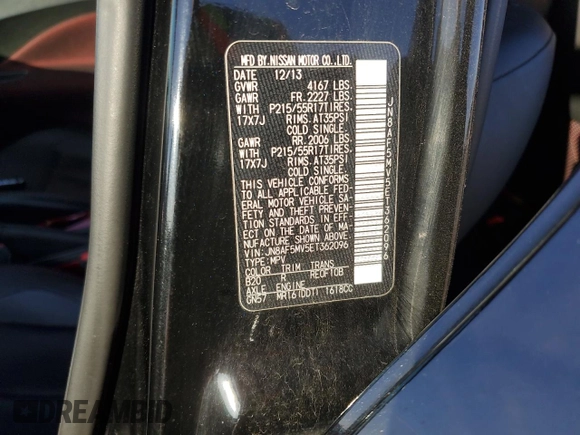 MFD BY. NISSAN MOTOR CO., LTD.
DATE 12/13
GVWR 4167 LBS.
GAWR FR. 2227 LBS.
WITH P215/55R17TIRES.
17X7J RIMS. AT35PSI
COLD SINGLE.
GAWR RR. 2006 LBS.
WITH P215/55R17TIRES.
17X7J RIMS. AT35PSI
COLD SINGLE.
THIS VEHICLE CONFORMS
TO ALL APPLICABLE FED-
ERAL MOTOR VEHICLE SA-
FETY AND THEFT PREVEN-
TION STANDARDS IN EFF-
ECT ON THE DATE OF MA-
NUFACTURE SHOWN ABOVE.
VIN: JN8AF5MV5ET362096
TYPE: MPV
COLOR TRIM TRANS
B20 R RE0F10B
AXLE ENGINE
GN57 MR16DDTI 1618CC
JN8AF5MV5ET362096
DREAMBID